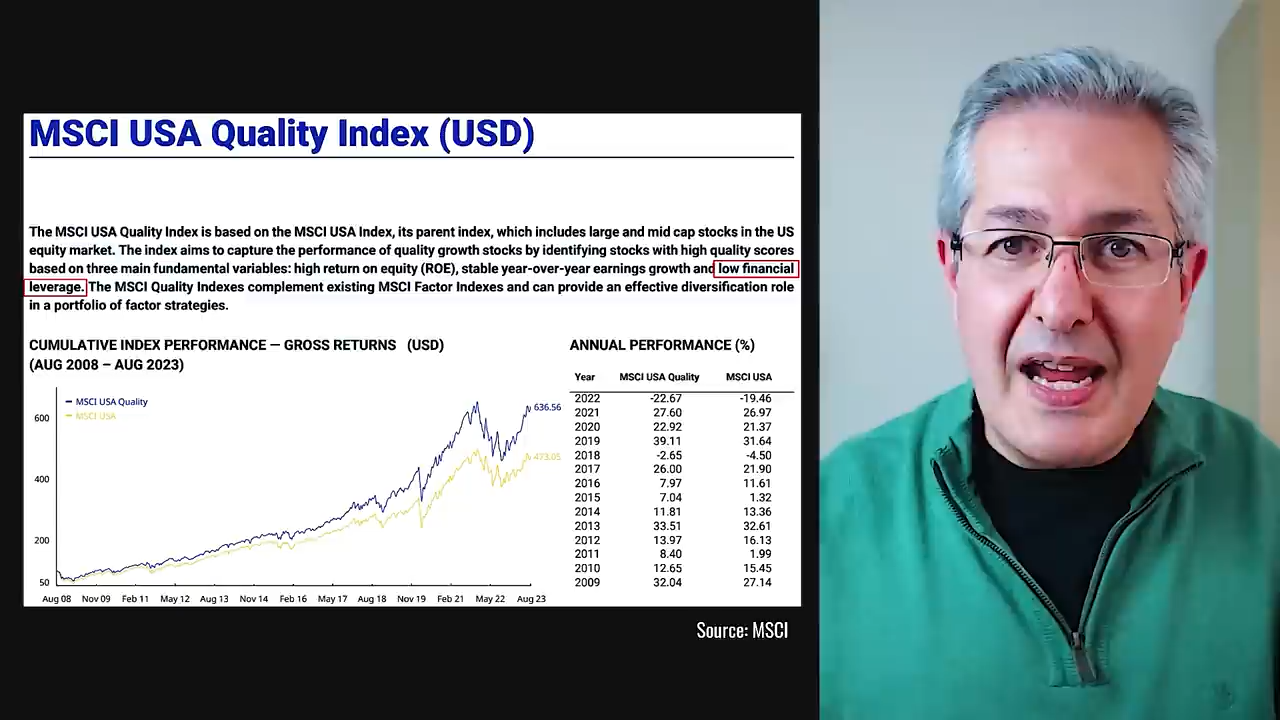 MSCI USA Quality Index (USD)
The MSCI USA Quality Index is based on the MSCI USA Index, its parent index, which includes large and mid cap stocks in the US
equity market. The index aims to capture the performance of quality growth stocks by identifying stocks with high quality scores
based on three main fundamental variables: high return on equity (ROE), stable year-over-year earnings growth and low financial
leverage. The MSCI Quality Indexes complement existing MSCI Factor Indexes and can provide an effective diversification role
in a portfolio of factor strategies.
CUMULATIVE INDEX PERFORMANCE — GROSS RETURNS (USD)
(AUG 2008 – AUG 2023)
MSCI USA Quality
MSCI USA
636.56
473.05
600
400
200
50
Aug 08 Nov 09 Feb 11 May 12 Aug 13 Nov 14 Feb 16 May 17 Aug 18 Nov 19 Feb 21 May 22 Aug 23
ANNUAL PERFORMANCE (%)
Year MSCI USA Quality MSCI USA
2022 -22.67 -19.46
2021 27.60 26.97
2020 22.92 21.37
2019 39.11 31.64
2018 -2.65 -4.50
2017 26.00 21.90
2016 7.97 11.61
2015 7.04 1.32
2014 11.81 13.36
2013 33.51 32.61
2012 13.97 16.13
2011 8.40 1.99
2010 12.65 15.45
2009 32.04 27.14
Source: MSCI